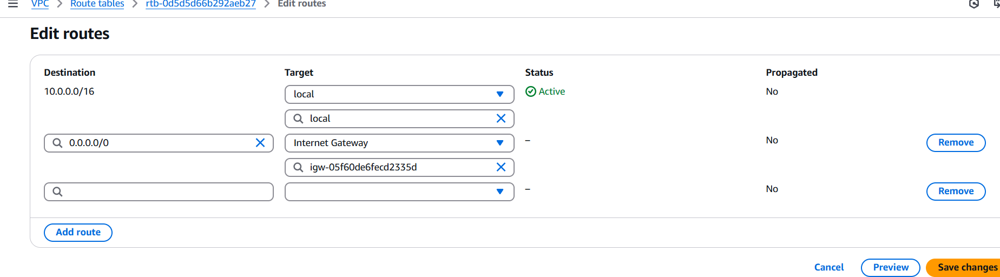 VPC > Route tables > rtb-0d5d5d66b292aeb27 > Edit routes
Edit routes
Destination Target Status Propagated
10.0.0.0/16 local Active No
local
0.0.0.0/0 Internet Gateway – No Remove
igw-05f60de6fecd2335d
– No Remove
Add route
Cancel Preview Save changes